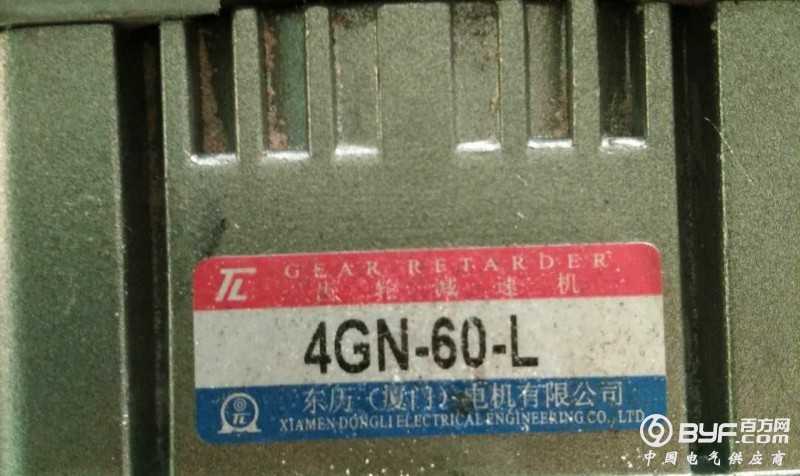 TL GEAR RETARDER
齿轮减速机
4GN-60-L
东历（厦门）电机有限公司
TL XIAMEN DONGLI ELECTRICAL ENGINEERING CO. LTD
BYF.百方网
中国电气供应商